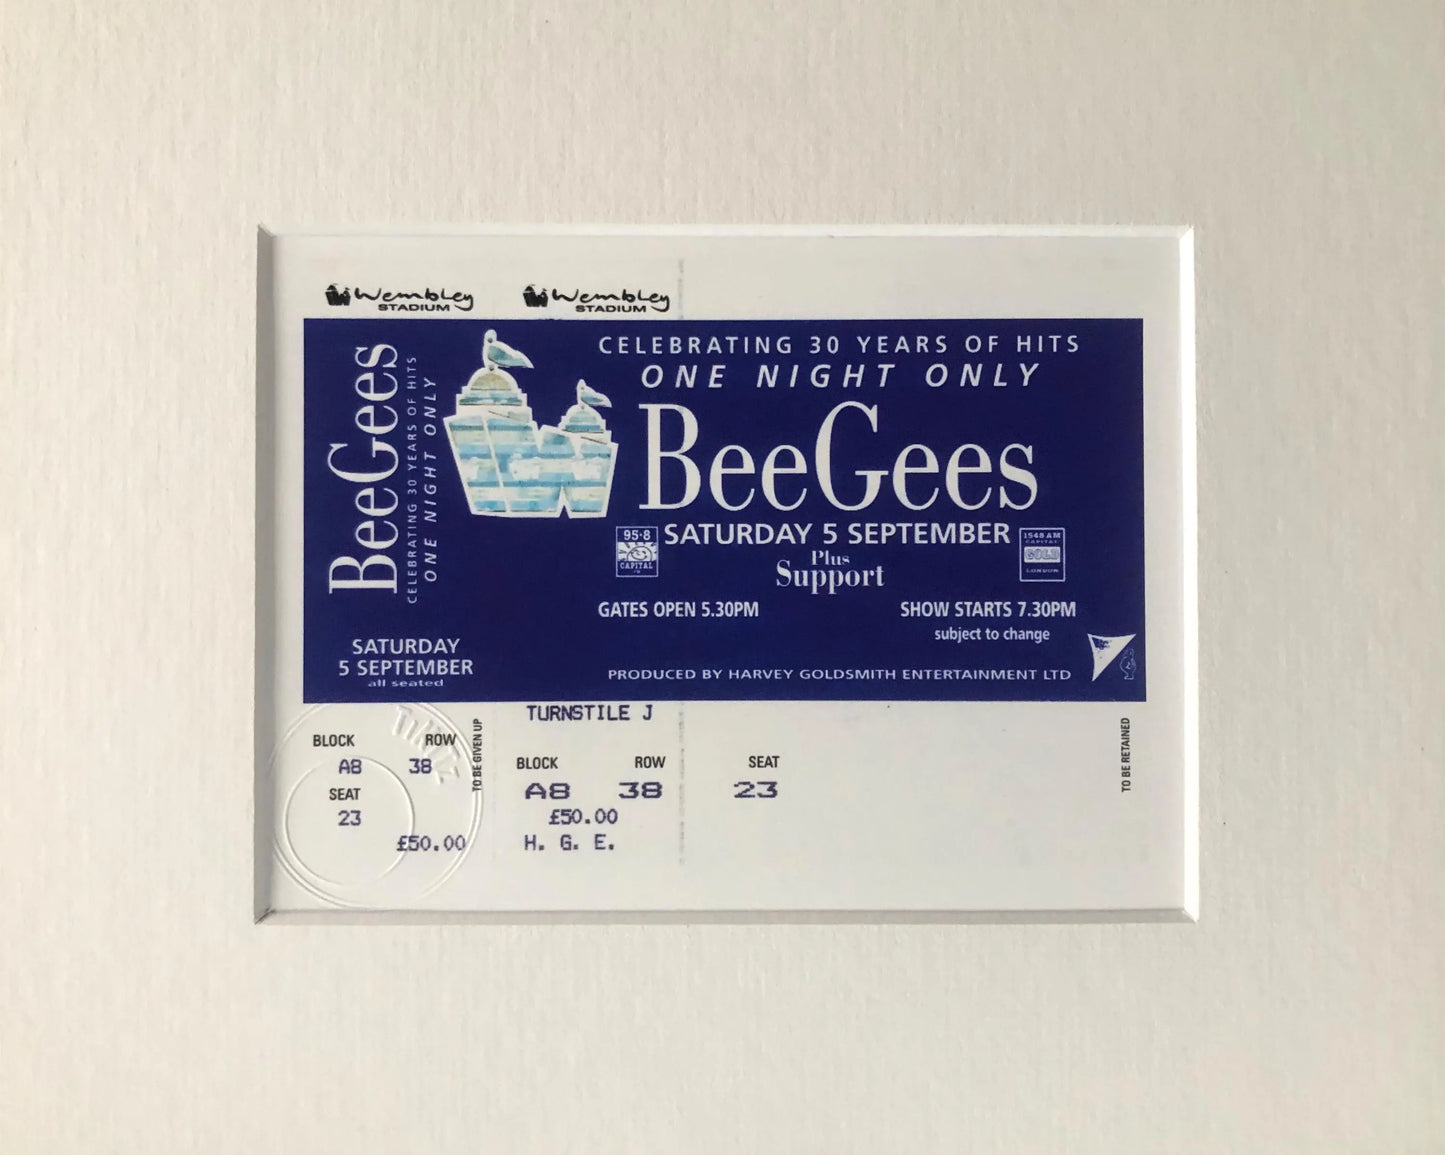 Wembley
STADIUM
Wembley
STADIUM
BeeGees
CELEBRATING 30 YEARS OF HITS
ONE NIGHT ONLY
SATURDAY
5 SEPTEMBER
all seated
CELEBRATING 30 YEARS OF HITS
ONE NIGHT ONLY
BeeGees
SATURDAY 5 SEPTEMBER
95·8
CAPITAL
FM
1548 AM
CAPITAL
GOLD
LONDON
Plus
Support
GATES OPEN 5.30PM
SHOW STARTS 7.30PM
subject to change
PRODUCED BY HARVEY GOLDSMITH ENTERTAINMENT LTD
BLOCK ROW
A8 38
SEAT
23
£50.00
TO BE GIVEN UP
TURNSTILE J
BLOCK ROW SEAT
A8 38 23
£50.00
H. G. E.
TO BE RETAINED